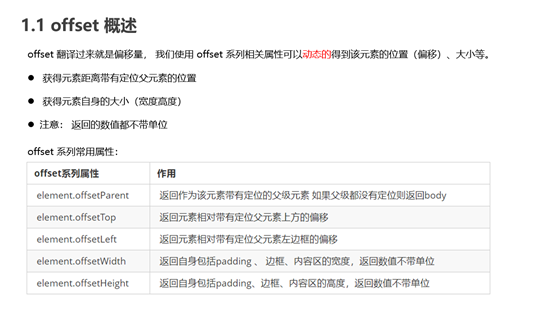 1.1 offset 概述
offset 翻译过来就是偏移量， 我们使用 offset 系列相关属性可以动态的得到该元素的位置（偏移）、大小等。
● 获得元素距离带有定位父元素的位置
● 获得元素自身的大小（宽度高度）
● 注意： 返回的数值都不带单位
offset 系列常用属性：
offset系列属性 作用
element.offsetParent 返回作为该元素带有定位的父级元素 如果父级都没有定位则返回body
element.offsetTop 返回元素相对带有定位父元素上方的偏移
element.offsetLeft 返回元素相对带有定位父元素左边框的偏移
element.offsetWidth 返回自身包括padding 、 边框、内容区的宽度，返回数值不带单位
element.offsetHeight 返回自身包括padding、边框、内容区的高度，返回数值不带单位